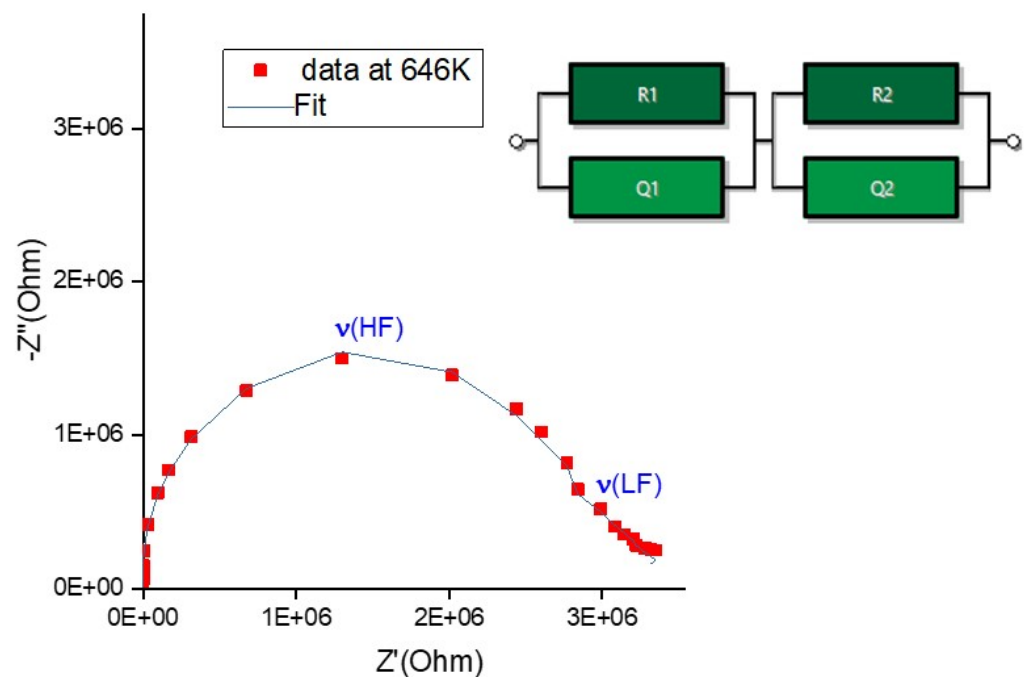 data at 646K
Fit
R1
R2
Q1
Q2
3E+06
2E+06
1E+06
0E+00
-Z''(Ohm)
ν(HF)
ν(LF)
0E+00
1E+06
2E+06
3E+06
Z'(Ohm)